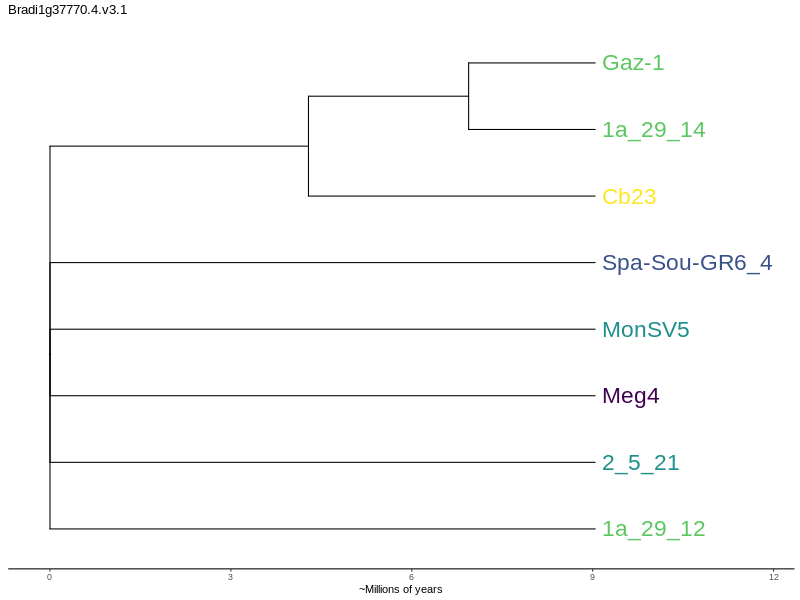 Bradi1g37770.4.v3.1
Gaz-1
1a_29_14
Cb23
Spa-Sou-GR6_4
MonSV5
Meg4
2_5_21
1a_29_12
0 3 6 9 12
~Millions of years